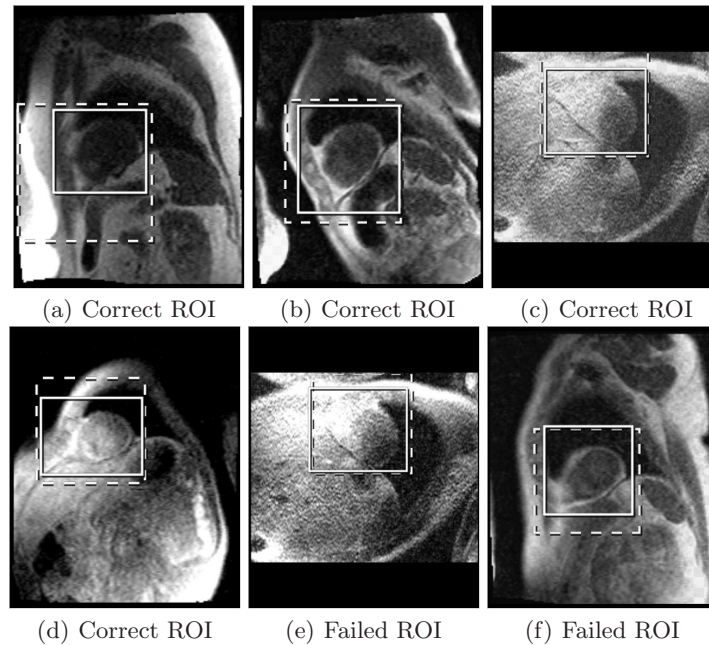 (a) Correct ROI
(b) Correct ROI
(c) Correct ROI
(d) Correct ROI
(e) Failed ROI
(f) Failed ROI